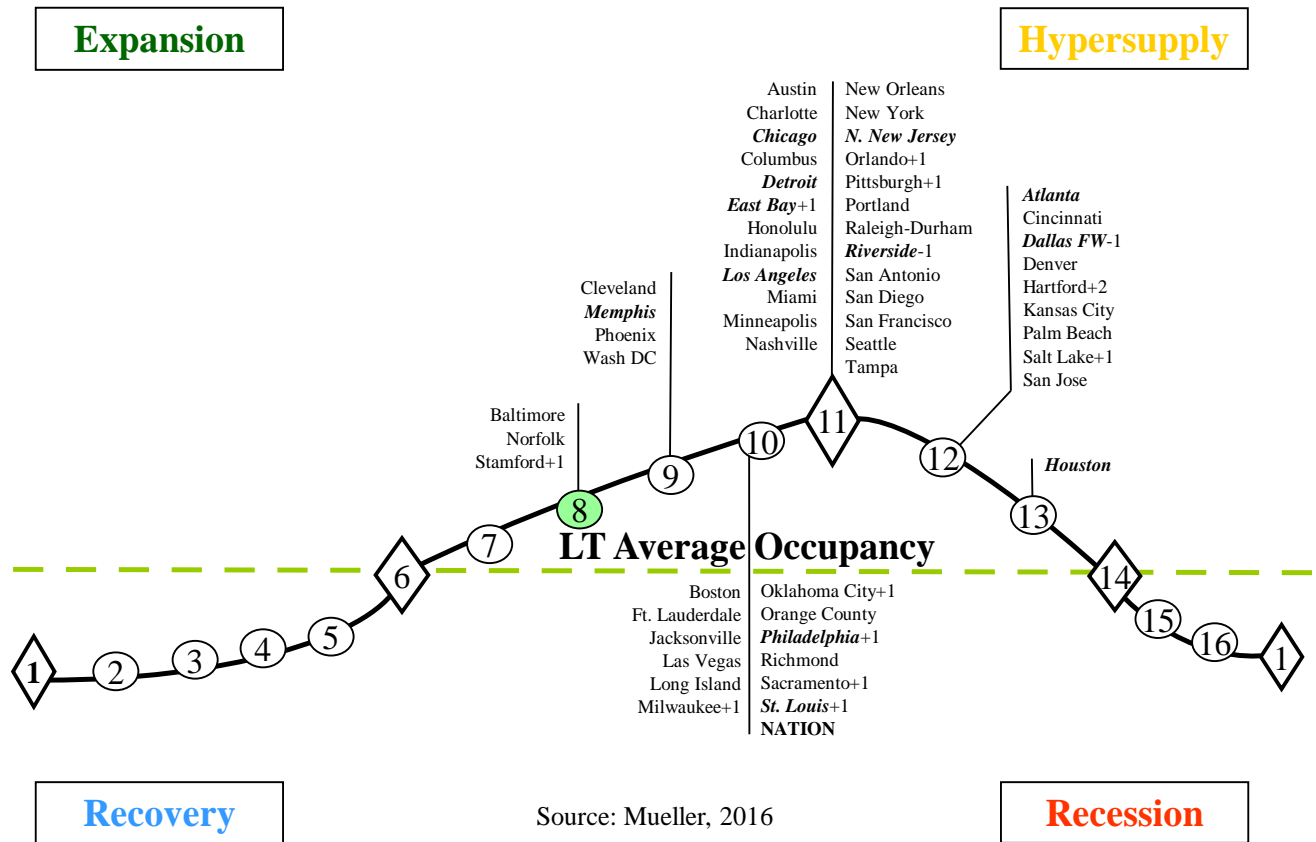 Expansion
Hypersupply
Austin
Charlotte
Chicago
Columbus
Detroit
East Bay+1
Honolulu
Indianapolis
Los Angeles
Miami
Minneapolis
Nashville
New Orleans
New York
N. New Jersey
Orlando+1
Pittsburgh+1
Portland
Raleigh-Durham
Riverside-1
San Antonio
San Diego
San Francisco
Seattle
Tampa
Atlanta
Cincinnati
Dallas FW-1
Denver
Hartford+2
Kansas City
Palm Beach
Salt Lake+1
San Jose
Cleveland
Memphis
Phoenix
Wash DC
Baltimore
Norfolk
Stamford+1
Houston
1
2
3
4
5
6
7
8
9
10
11
12
13
14
15
16
1
LT Average Occupancy
Boston
Ft. Lauderdale
Jacksonville
Las Vegas
Long Island
Milwaukee+1
Oklahoma City+1
Orange County
Philadelphia+1
Richmond
Sacramento+1
St. Louis+1
NATION
Recovery
Source: Mueller, 2016
Recession